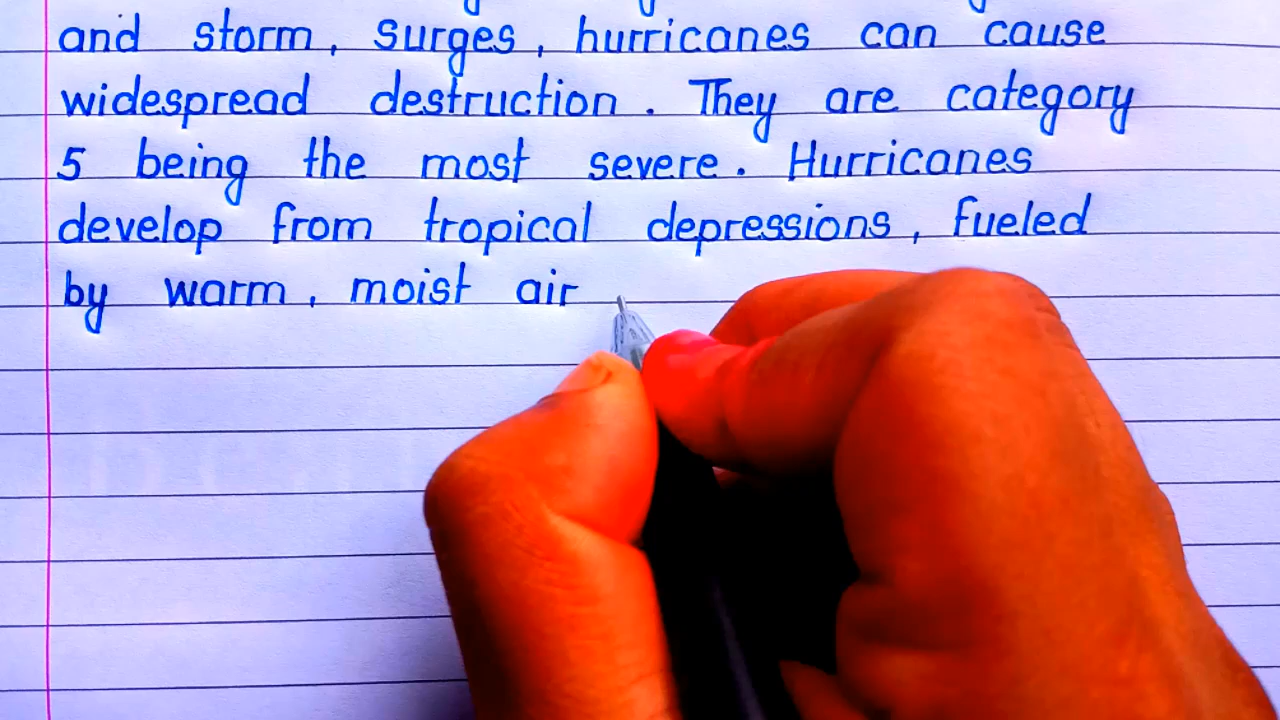 and storm, surges, hurricanes can cause
widespread destruction. They are category
5 being the most severe. Hurricanes
develop from tropical depressions, fueled
by warm, moist air